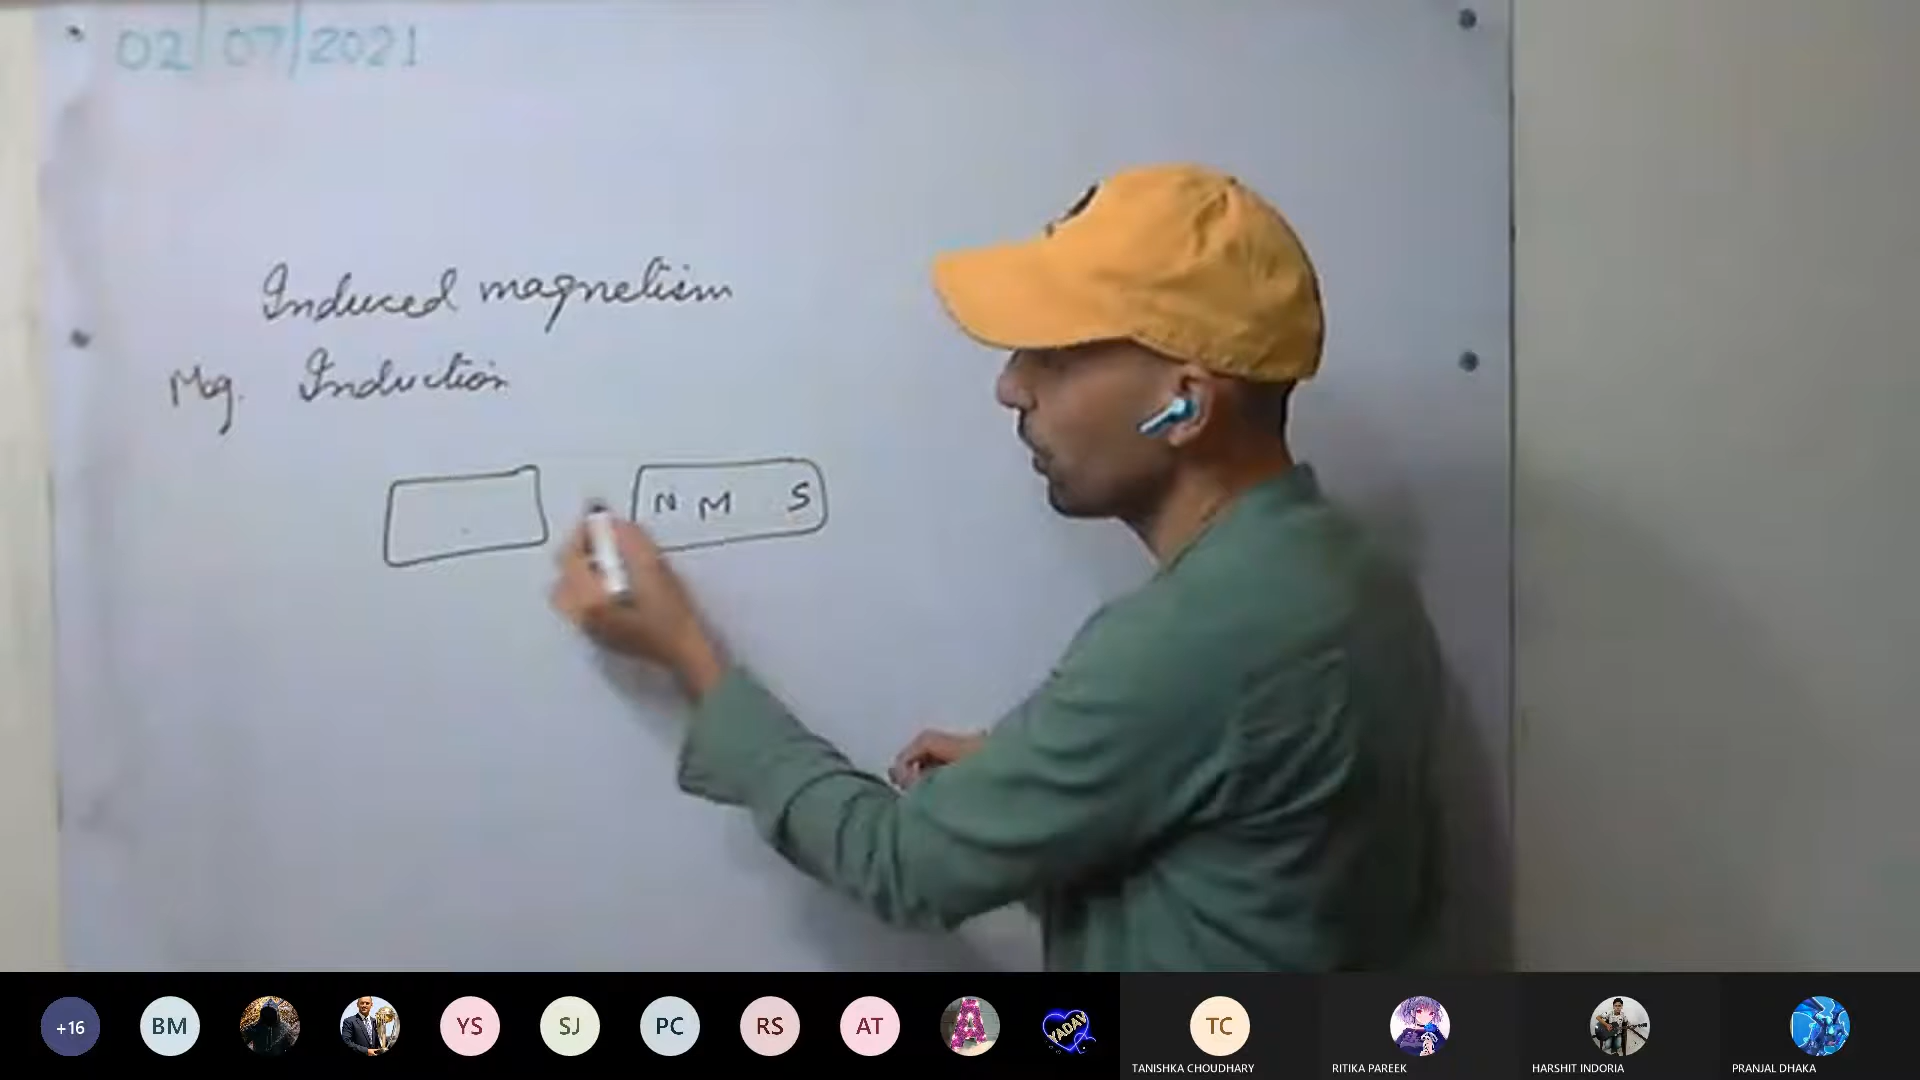 02/07/2021
Induced magnetism
Mg. Induction
N M S
+16
BM
YS
SJ
PC
RS
AT
A
YADAV
TC
TANISHKA CHOUDHARY
RITIKA PAREEK
HARSHIT INDORIA
PRANJAL DHAKA